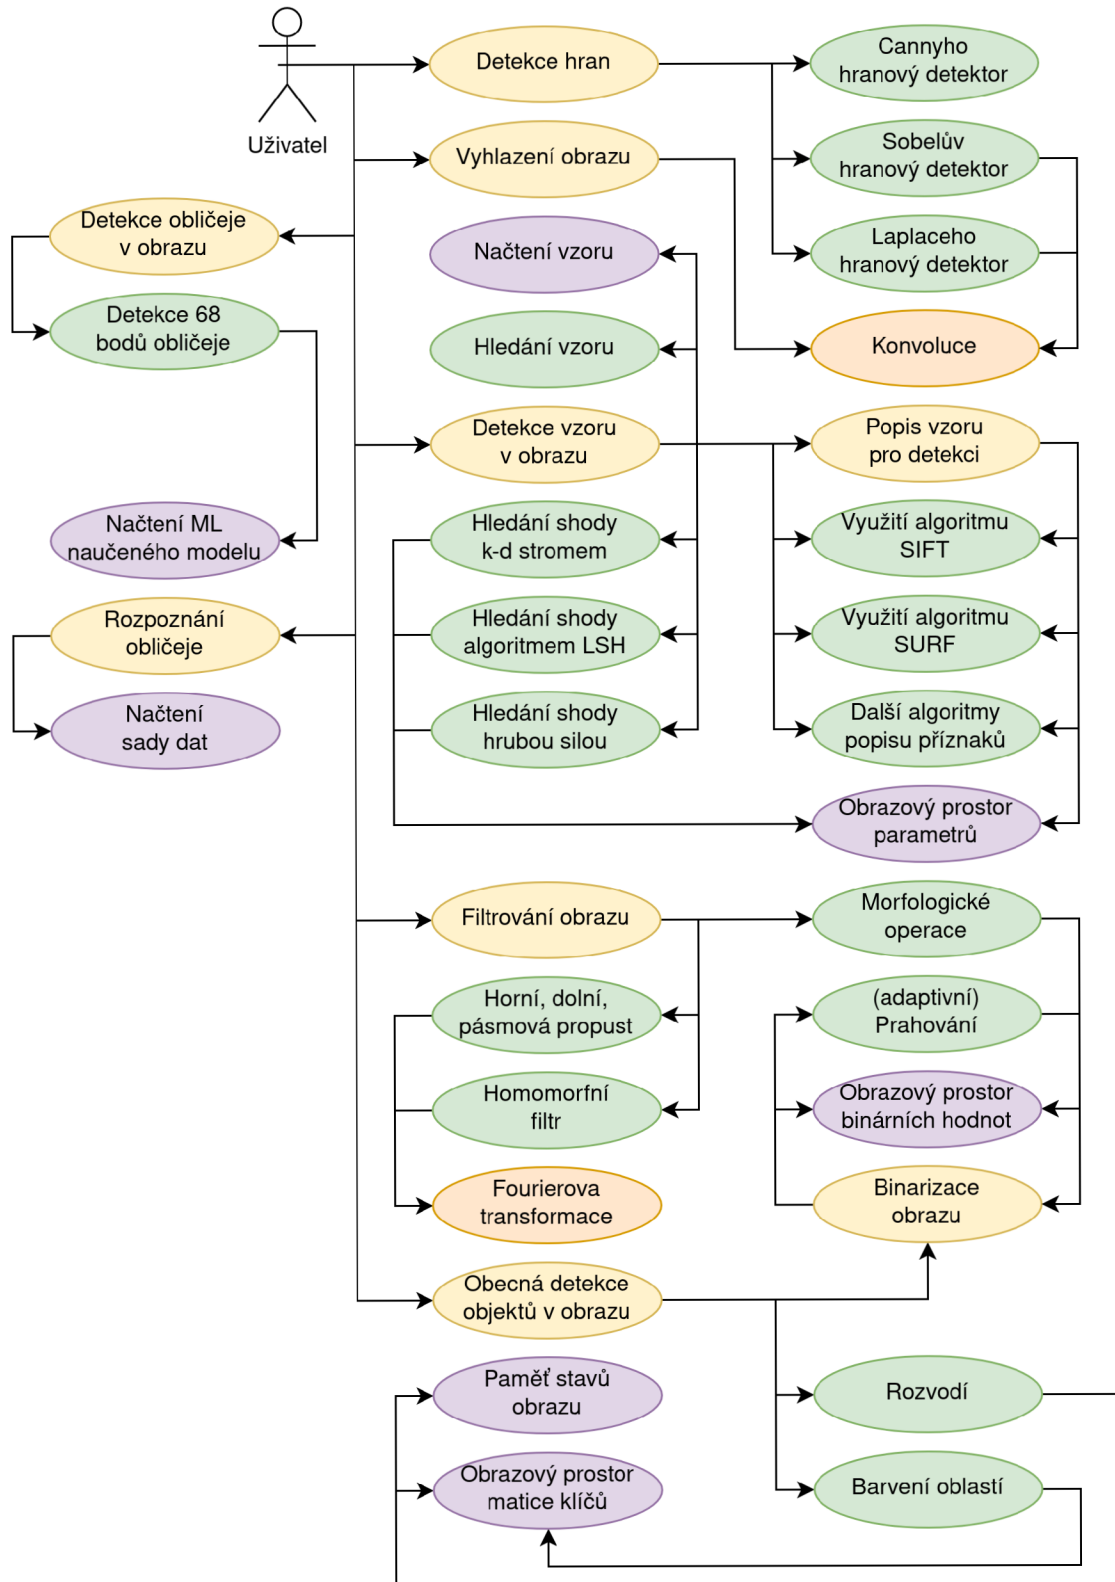 Uživatel
Detekce hran
Cannyho
hranový detektor
Vyhlazení obrazu
Sobelův
hranový detektor
Detekce obličeje
v obrazu
Načtení vzoru
Laplaceho
hranový detektor
Detekce 68
bodů obličeje
Hledání vzoru
Konvoluce
Detekce vzoru
v obrazu
Popis vzoru
pro detekci
Načtení ML
naučeného modelu
Hledání shody
k-d stromem
Využití algoritmu
SIFT
Rozpoznání
obličeje
Hledání shody
algoritmem LSH
Využití algoritmu
SURF
Načtení
sady dat
Hledání shody
hrubou silou
Další algoritmy
popisu příznaků
Obrazový prostor
parametrů
Filtrování obrazu
Morfologické
operace
Horní, dolní,
pásmová propust
(adaptivní)
Prahování
Homomorfní
filtr
Obrazový prostor
binárních hodnot
Fourierova
transformace
Binarizace
obrazu
Obecná detekce
objektů v obrazu
Paměť stavů
obrazu
Rozvodí
Obrazový prostor
matice klíčů
Barvení oblastí